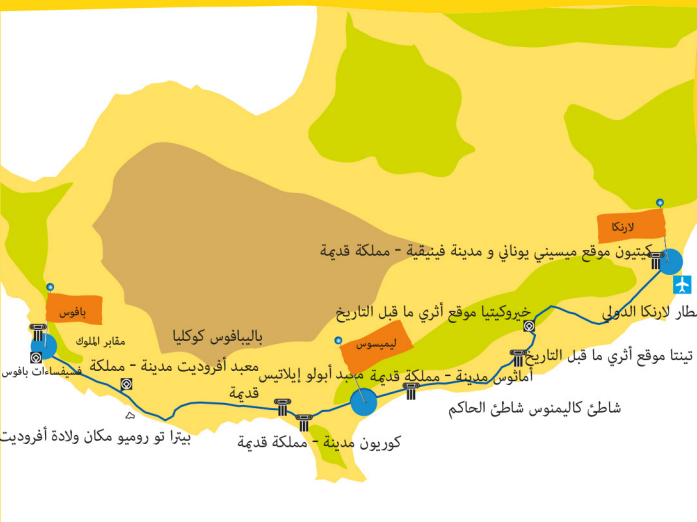 لارنكا
كيتيون موقع ميسيني يوناني و مدينة فينيقية - مملكة قديمة
مطار لارنكا الدولي
خيروكيتيا موقع أثري ما قبل التاريخ
تينتا موقع أثري ما قبل التاريخ
بافوس
مقابر الملوك
فسيفساءات بافوس
باليبافوس كوكليا
معبد أفروديت مدينة - مملكة
قديمة
ليميسوس
معبد أبولو إيلاتيس
أماثوس مدينة - مملكة قديمة
شاطئ كاليمنوس شاطئ الحاكم
كوريون مدينة - مملكة قديمة
بيترا تو روميو مكان ولادة أفروديت